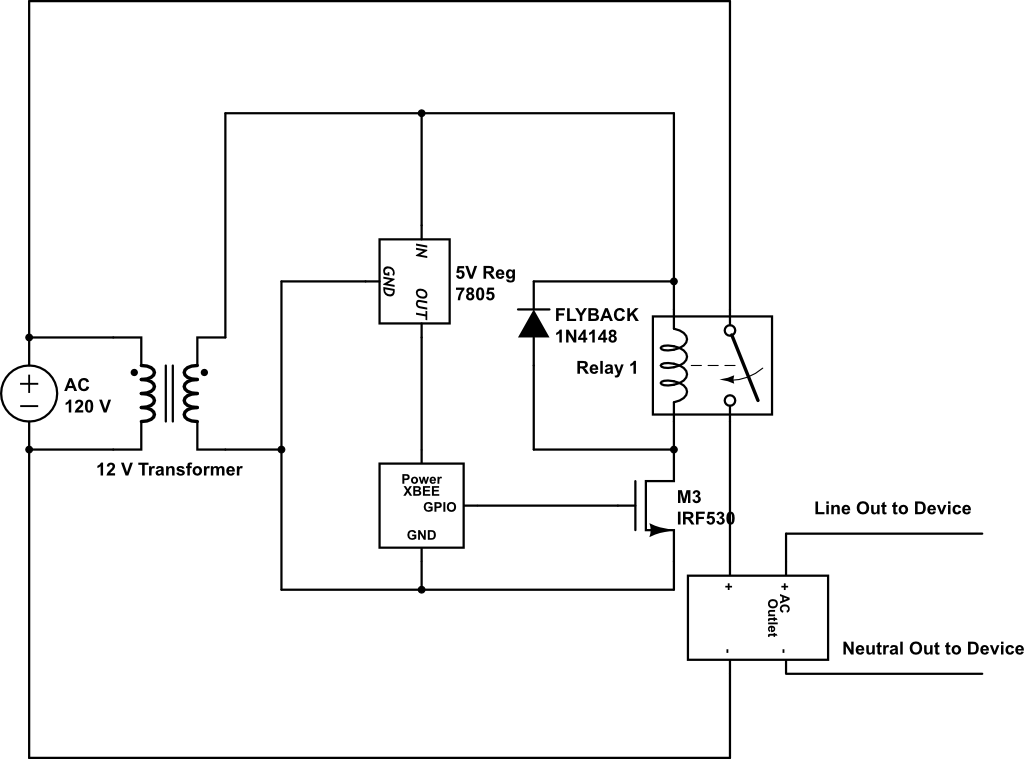 IN
GND
OUT
5V Reg
7805
FLYBACK
1N4148
Relay 1
+
AC
120 V
−
12 V Transformer
Power
XBEE
GPIO
GND
M3
IRF530
Line Out to Device
+
+
AC
Outlet
-
-
Neutral Out to Device